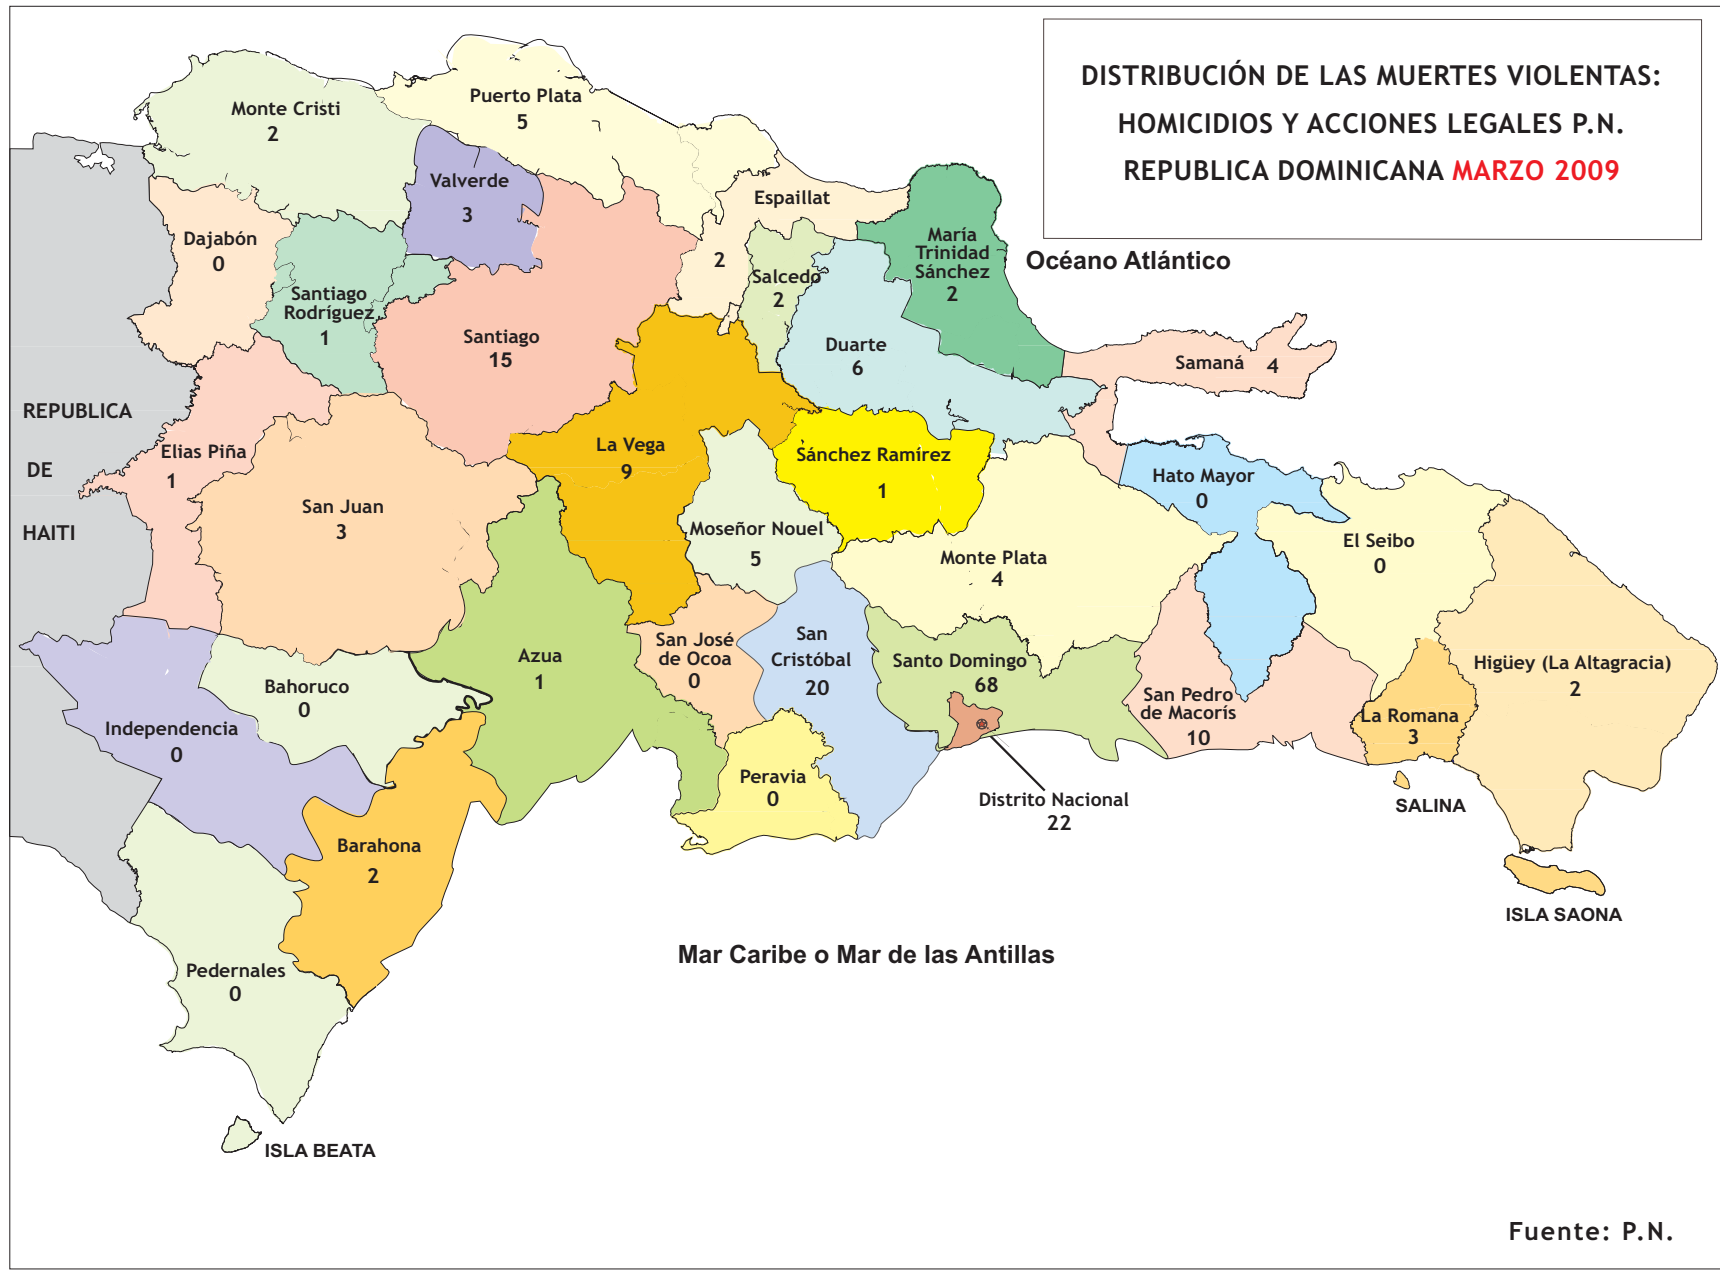 DISTRIBUCIÓN DE LAS MUERTES VIOLENTAS:
HOMICIDIOS Y ACCIONES LEGALES P.N.
REPUBLICA DOMINICANA MARZO 2009
Monte Cristi
2
Puerto Plata
5
Valverde
3
Espaillat
2
Dajabón
0
Santiago
Rodríguez
1
Santiago
15
Salcedo
2
María
Trinidad
Sánchez
2
Océano Atlántico
Duarte
6
Samaná 4
REPUBLICA
DE
HAITI
Elias Piña
1
San Juan
3
La Vega
9
Sánchez Ramírez
1
Moseñor Nouel
5
Hato Mayor
0
El Seibo
0
Monte Plata
4
Azua
1
San José
de Ocoa
0
San
Cristóbal
20
Santo Domingo
68
San Pedro
de Macorís
10
La Romana
3
Higüey (La Altagracia)
2
Bahoruco
0
Independencia
0
Peravia
0
Distrito Nacional
22
SALINA
Barahona
2
ISLA SAONA
Pedernales
0
Mar Caribe o Mar de las Antillas
ISLA BEATA
Fuente: P.N.